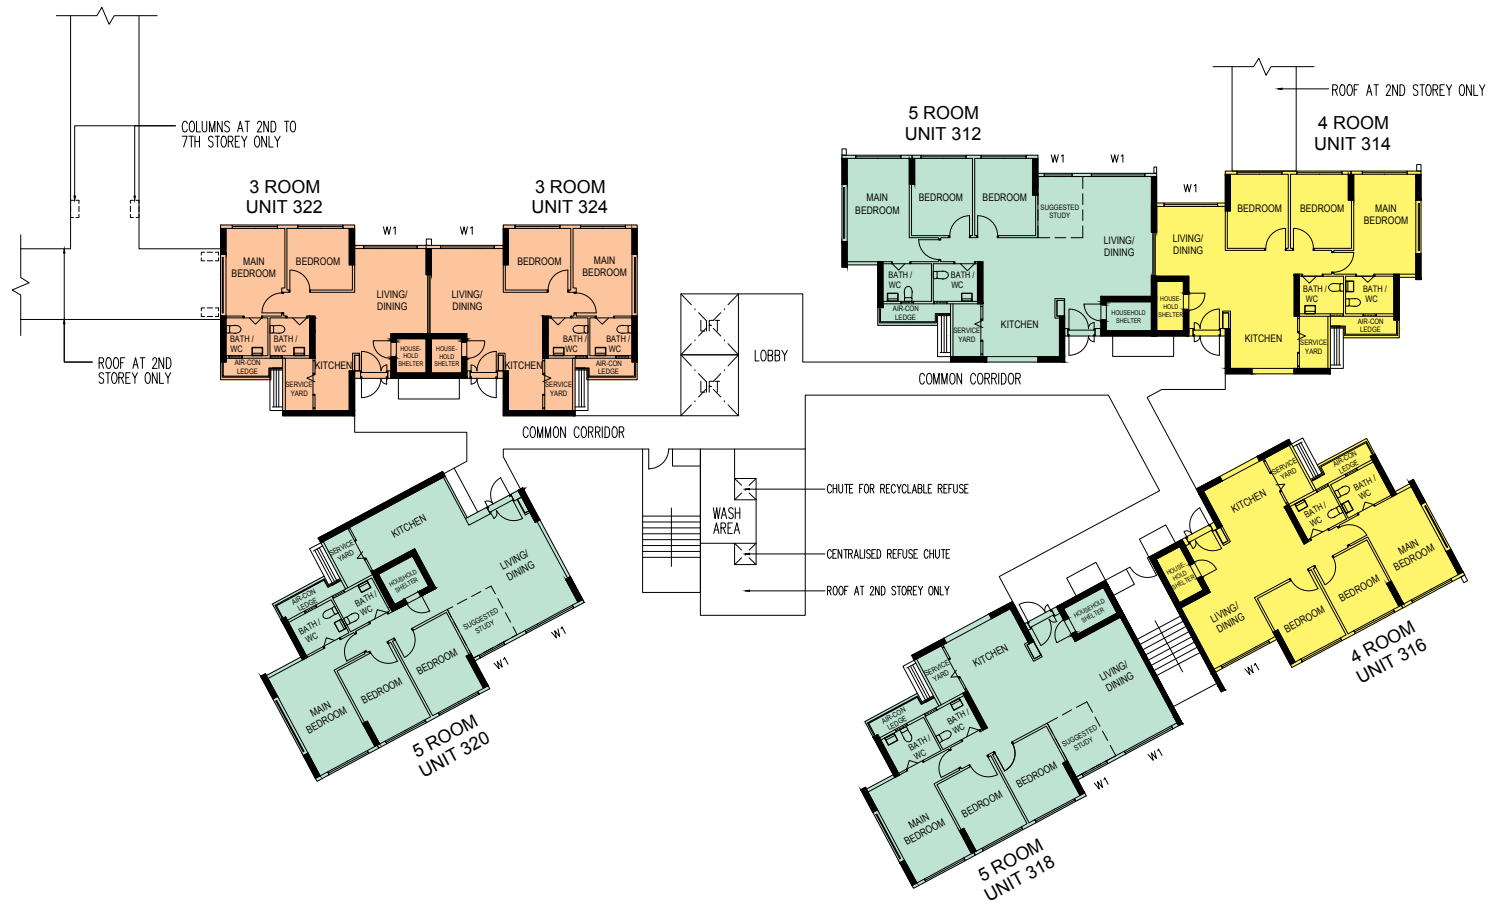 COLUMNS AT 2ND TO
7TH STOREY ONLY
ROOF AT 2ND
STOREY ONLY
3 ROOM
UNIT 322
W1
MAIN
BEDROOM
BEDROOM
LIVING/
DINING
BATH /
WC
BATH /
WC
AIR-CON
LEDGE
KITCHEN
SERVICE
YARD
HOUSE-
HOLD
SHELTER
3 ROOM
UNIT 324
W1
BEDROOM
MAIN
BEDROOM
LIVING/
DINING
HOUSE-
HOLD
SHELTER
BATH /
WC
BATH /
WC
KITCHEN
SERVICE
YARD
AIR-CON
LEDGE
LIFT
LIFT
LOBBY
COMMON CORRIDOR
COMMON CORRIDOR
5 ROOM
UNIT 312
W1
W1
MAIN
BEDROOM
BEDROOM
BEDROOM
SUGGESTED
STUDY
LIVING/
DINING
BATH /
WC
BATH /
WC
AIR-CON
LEDGE
SERVICE
YARD
KITCHEN
HOUSEHOLD
SHELTER
ROOF AT 2ND STOREY ONLY
4 ROOM
UNIT 314
W1
BEDROOM
BEDROOM
MAIN
BEDROOM
LIVING/
DINING
HOUSE-
HOLD
SHELTER
BATH /
WC
BATH /
WC
AIR-CON
LEDGE
KITCHEN
SERVICE
YARD
CHUTE FOR RECYCLABLE REFUSE
WASH
AREA
CENTRALISED REFUSE CHUTE
ROOF AT 2ND STOREY ONLY
KITCHEN
SERVICE
YARD
LIVING/
DINING
HOUSHOLD
SHELTER
AIR-CON
LEDGE
BATH /
WC
BATH /
WC
SUGGESTED
STUDY
W1
W1
BEDROOM
BEDROOM
MAIN
BEDROOM
5 ROOM
UNIT 320
SERVICE
YARD
AIR-CON
LEDGE
KITCHEN
BATH /
WC
BATH /
WC
HOUSE-
HOLD
SHELTER
MAIN
BEDROOM
BEDROOM
BEDROOM
LIVING/
DINING
W1
4 ROOM
UNIT 316
HOUSEHOLD
SHELTER
KITCHEN
SERVICE
YARD
LIVING/
DINING
AIR-CON
LEDGE
BATH /
WC
BATH /
WC
SUGGESTED
STUDY
W1
W1
BEDROOM
BEDROOM
MAIN
BEDROOM
5 ROOM
UNIT 318